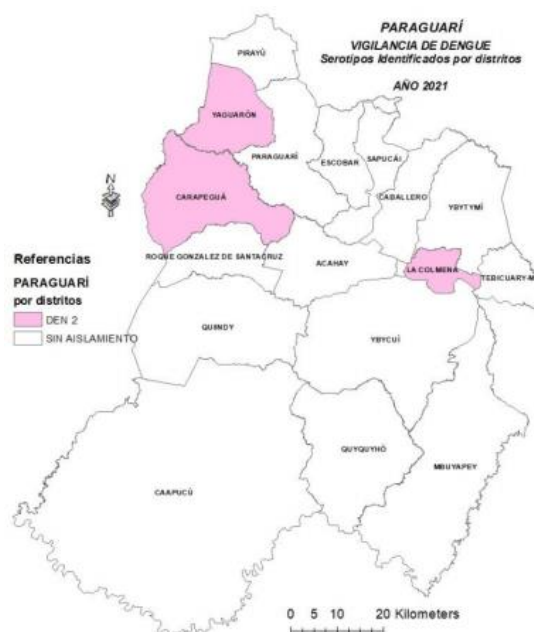 PARAGUARÍ
VIGILANCIA DE DENGUE
Serotipos Identificados por distritos
AÑO 2021
PIRAYÚ
YAGUARÓN
PARAGUARÍ
ESCOBAR
SAPUCÁI
CARAPEGUÁ
CABALLERO
YBYTYMÍ
N
ROQUE GONZALEZ DE SANTACRUZ
ACAHAY
LA COLMENA
TEBICUARY-M
Referencias
PARAGUARÍ
por distritos
DEN 2
SIN AISLAMIENTO
QUIINDY
YBYCUÍ
QUYQUYHÓ
MBUYAPEY
CAAPUCÚ
0 5 10 20 Kilometers